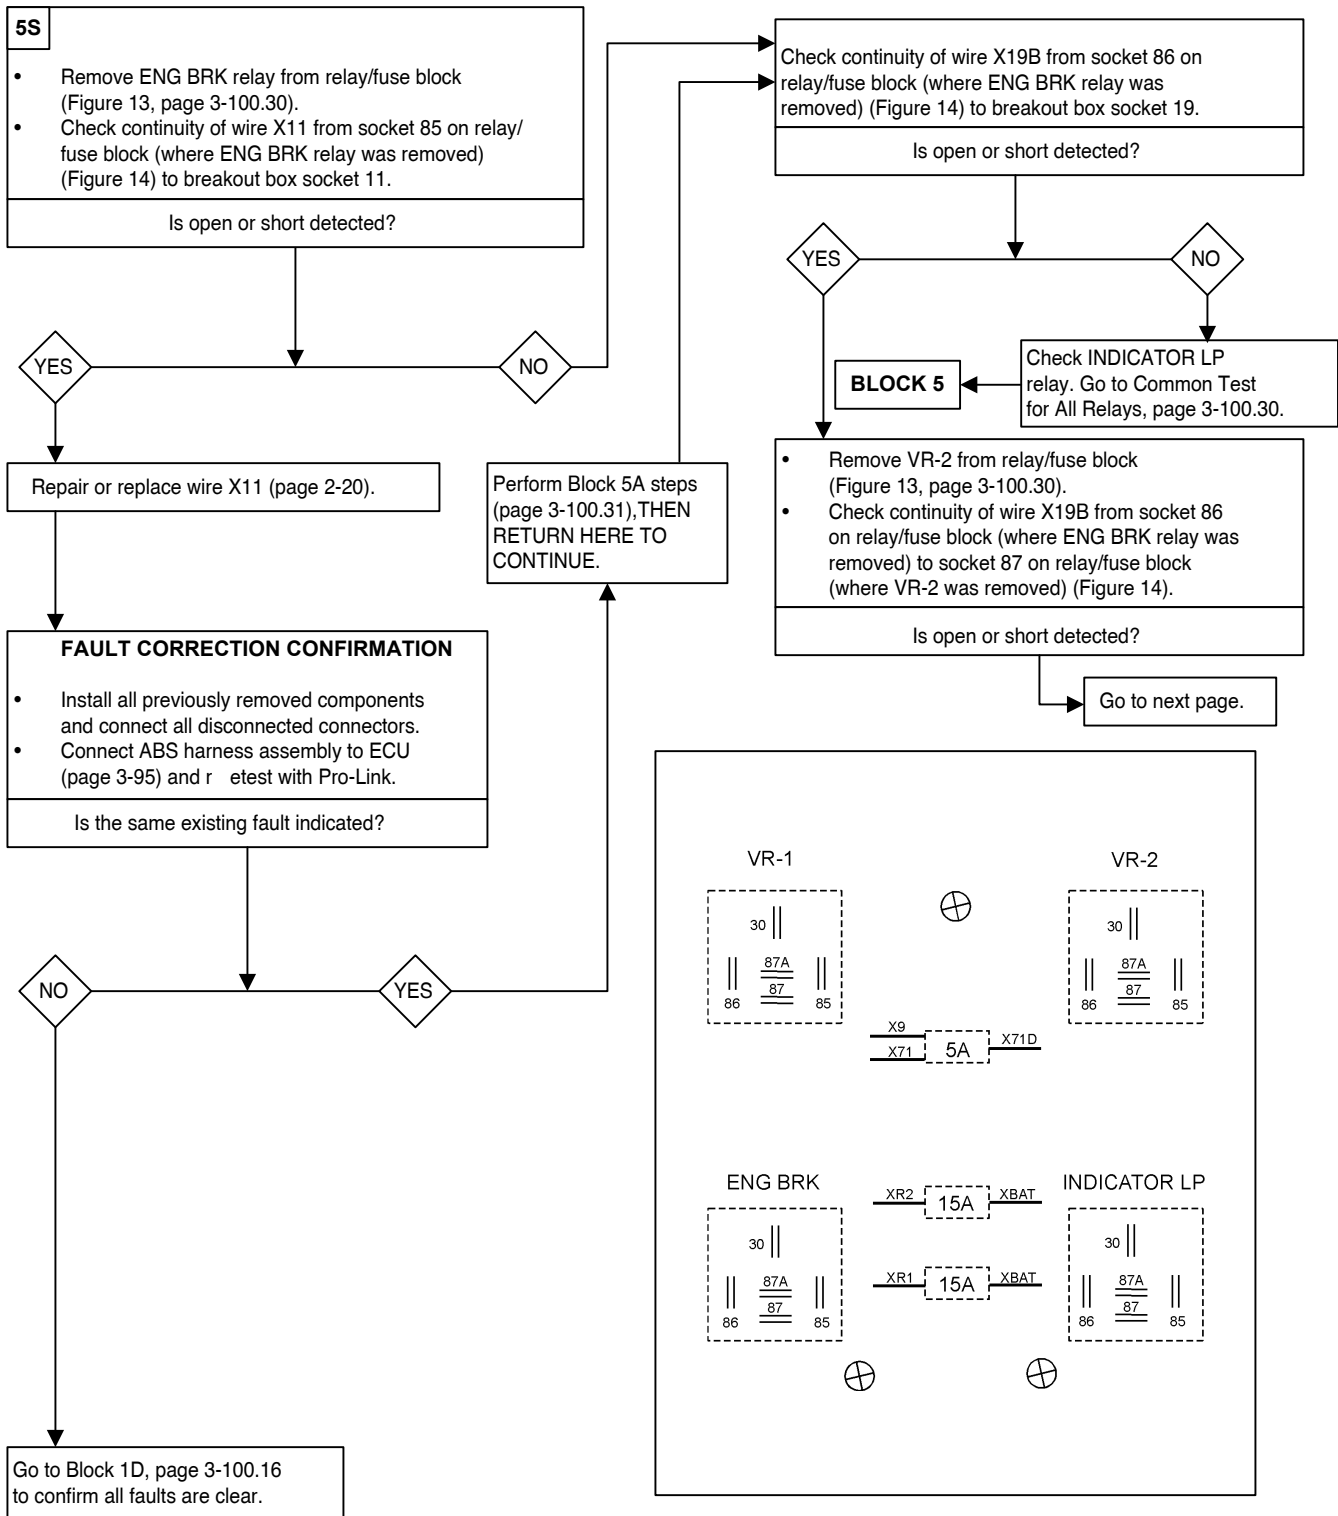 5S
• Remove ENG BRK relay from relay/fuse block
(Figure 13, page 3-100.30).
• Check continuity of wire X11 from socket 85 on relay/
fuse block (where ENG BRK relay was removed)
(Figure 14) to breakout box socket 11.
Is open or short detected?
YES
NO
Repair or replace wire X11 (page 2-20).
FAULT CORRECTION CONFIRMATION
• Install all previously removed components
and connect all disconnected connectors.
• Connect ABS harness assembly to ECU
(page 3-95) and r etest with Pro-Link.
Is the same existing fault indicated?
NO
YES
Go to Block 1D, page 3-100.16
to confirm all faults are clear.
Perform Block 5A steps
(page 3-100.31),THEN
RETURN HERE TO
CONTINUE.
Check continuity of wire X19B from socket 86 on
relay/fuse block (where ENG BRK relay was
removed) (Figure 14) to breakout box socket 19.
Is open or short detected?
YES
NO
Check INDICATOR LP
relay. Go to Common Test
for All Relays, page 3-100.30.
BLOCK 5
• Remove VR-2 from relay/fuse block
(Figure 13, page 3-100.30).
• Check continuity of wire X19B from socket 86
on relay/fuse block (where ENG BRK relay was
removed) to socket 87 on relay/fuse block
(where VR-2 was removed) (Figure 14).
Is open or short detected?
Go to next page.
VR-1
30
87A
87
86
85
VR-2
30
87A
87
86
85
X9
X71
5A
X71D
ENG BRK
30
87A
87
86
85
XR2
15A
XBAT
XR1
15A
XBAT
INDICATOR LP
30
87A
87
86
85